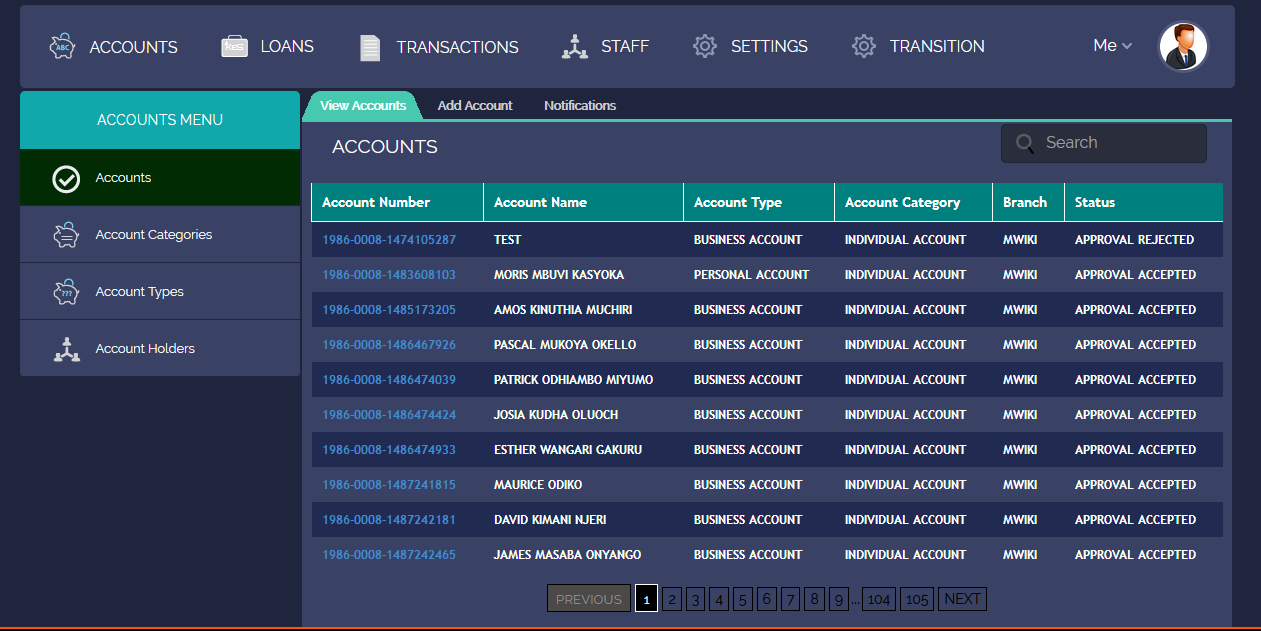 ABC ACCOUNTS KES LOANS TRANSACTIONS STAFF SETTINGS TRANSITION Me
ACCOUNTS MENU
Accounts
Account Categories
??? Account Types
Account Holders
View Accounts Add Account Notifications
ACCOUNTS Search
Account Number Account Name Account Type Account Category Branch Status
1986-0008-1474105287 TEST BUSINESS ACCOUNT INDIVIDUAL ACCOUNT MWIKI APPROVAL REJECTED
1986-0008-1483608103 MORIS MBUVI KASYOKA PERSONAL ACCOUNT INDIVIDUAL ACCOUNT MWIKI APPROVAL ACCEPTED
1986-0008-1485173205 AMOS KINUTHIA MUCHIRI BUSINESS ACCOUNT INDIVIDUAL ACCOUNT MWIKI APPROVAL ACCEPTED
1986-0008-1486467926 PASCAL MUKOYA OKELLO BUSINESS ACCOUNT INDIVIDUAL ACCOUNT MWIKI APPROVAL ACCEPTED
1986-0008-1486474039 PATRICK ODHIAMBO MIYUMO BUSINESS ACCOUNT INDIVIDUAL ACCOUNT MWIKI APPROVAL ACCEPTED
1986-0008-1486474424 JOSIA KUDHA OLUOCH BUSINESS ACCOUNT INDIVIDUAL ACCOUNT MWIKI APPROVAL ACCEPTED
1986-0008-1486474933 ESTHER WANGARI GAKURU BUSINESS ACCOUNT INDIVIDUAL ACCOUNT MWIKI APPROVAL ACCEPTED
1986-0008-1487241815 MAURICE ODIKO BUSINESS ACCOUNT INDIVIDUAL ACCOUNT MWIKI APPROVAL ACCEPTED
1986-0008-1487242181 DAVID KIMANI NJERI BUSINESS ACCOUNT INDIVIDUAL ACCOUNT MWIKI APPROVAL ACCEPTED
1986-0008-1487242465 JAMES MASABA ONYANGO BUSINESS ACCOUNT INDIVIDUAL ACCOUNT MWIKI APPROVAL ACCEPTED
PREVIOUS 1 2 3 4 5 6 7 8 9 ... 104 105 NEXT